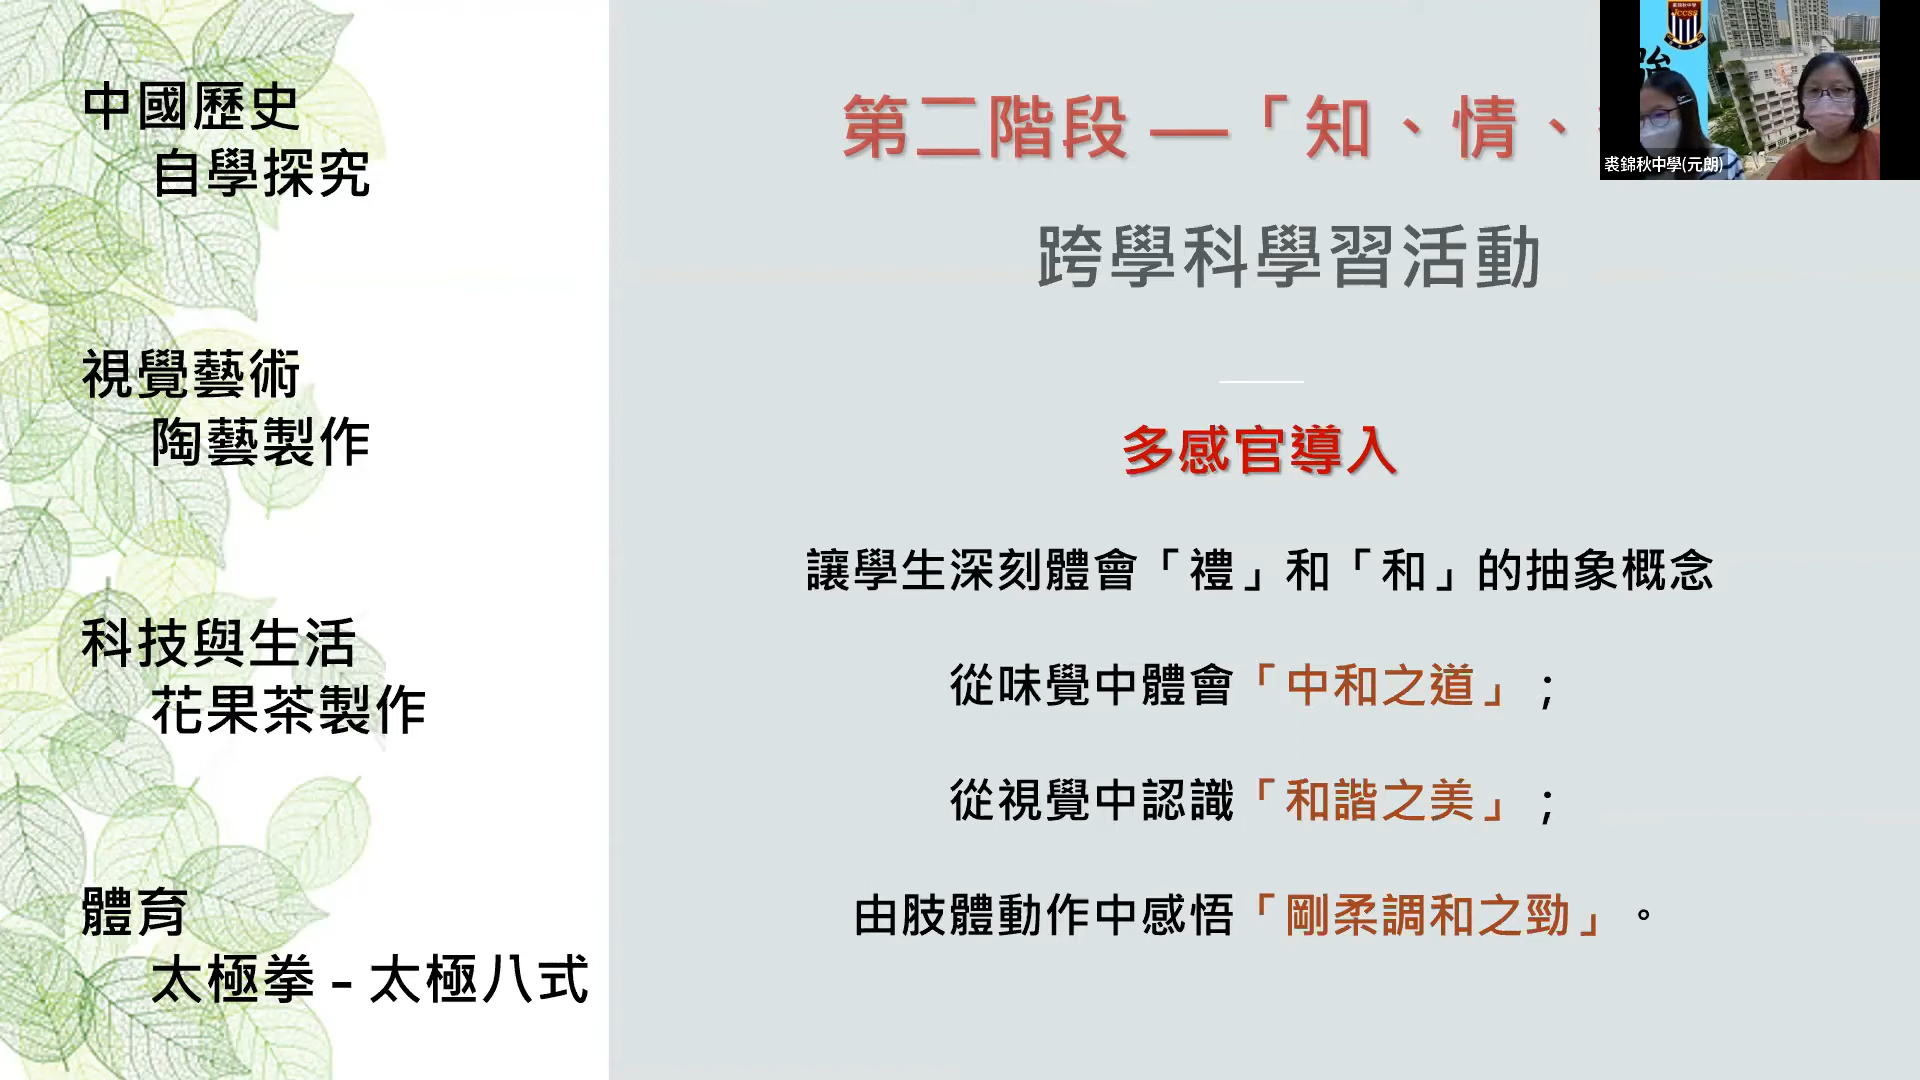 中國歷史
自學探究
視覺藝術
陶藝製作
科技與生活
花果茶製作
體育
太極拳 – 太極八式
第二階段 —「知、情、
跨學科學習活動
多感官導入
讓學生深刻體會「禮」和「和」的抽象概念
從味覺中體會「中和之道」；
從視覺中認識「和諧之美」；
由肢體動作中感悟「剛柔調和之勁」。
JCCSS
裘錦秋中學(元朗)